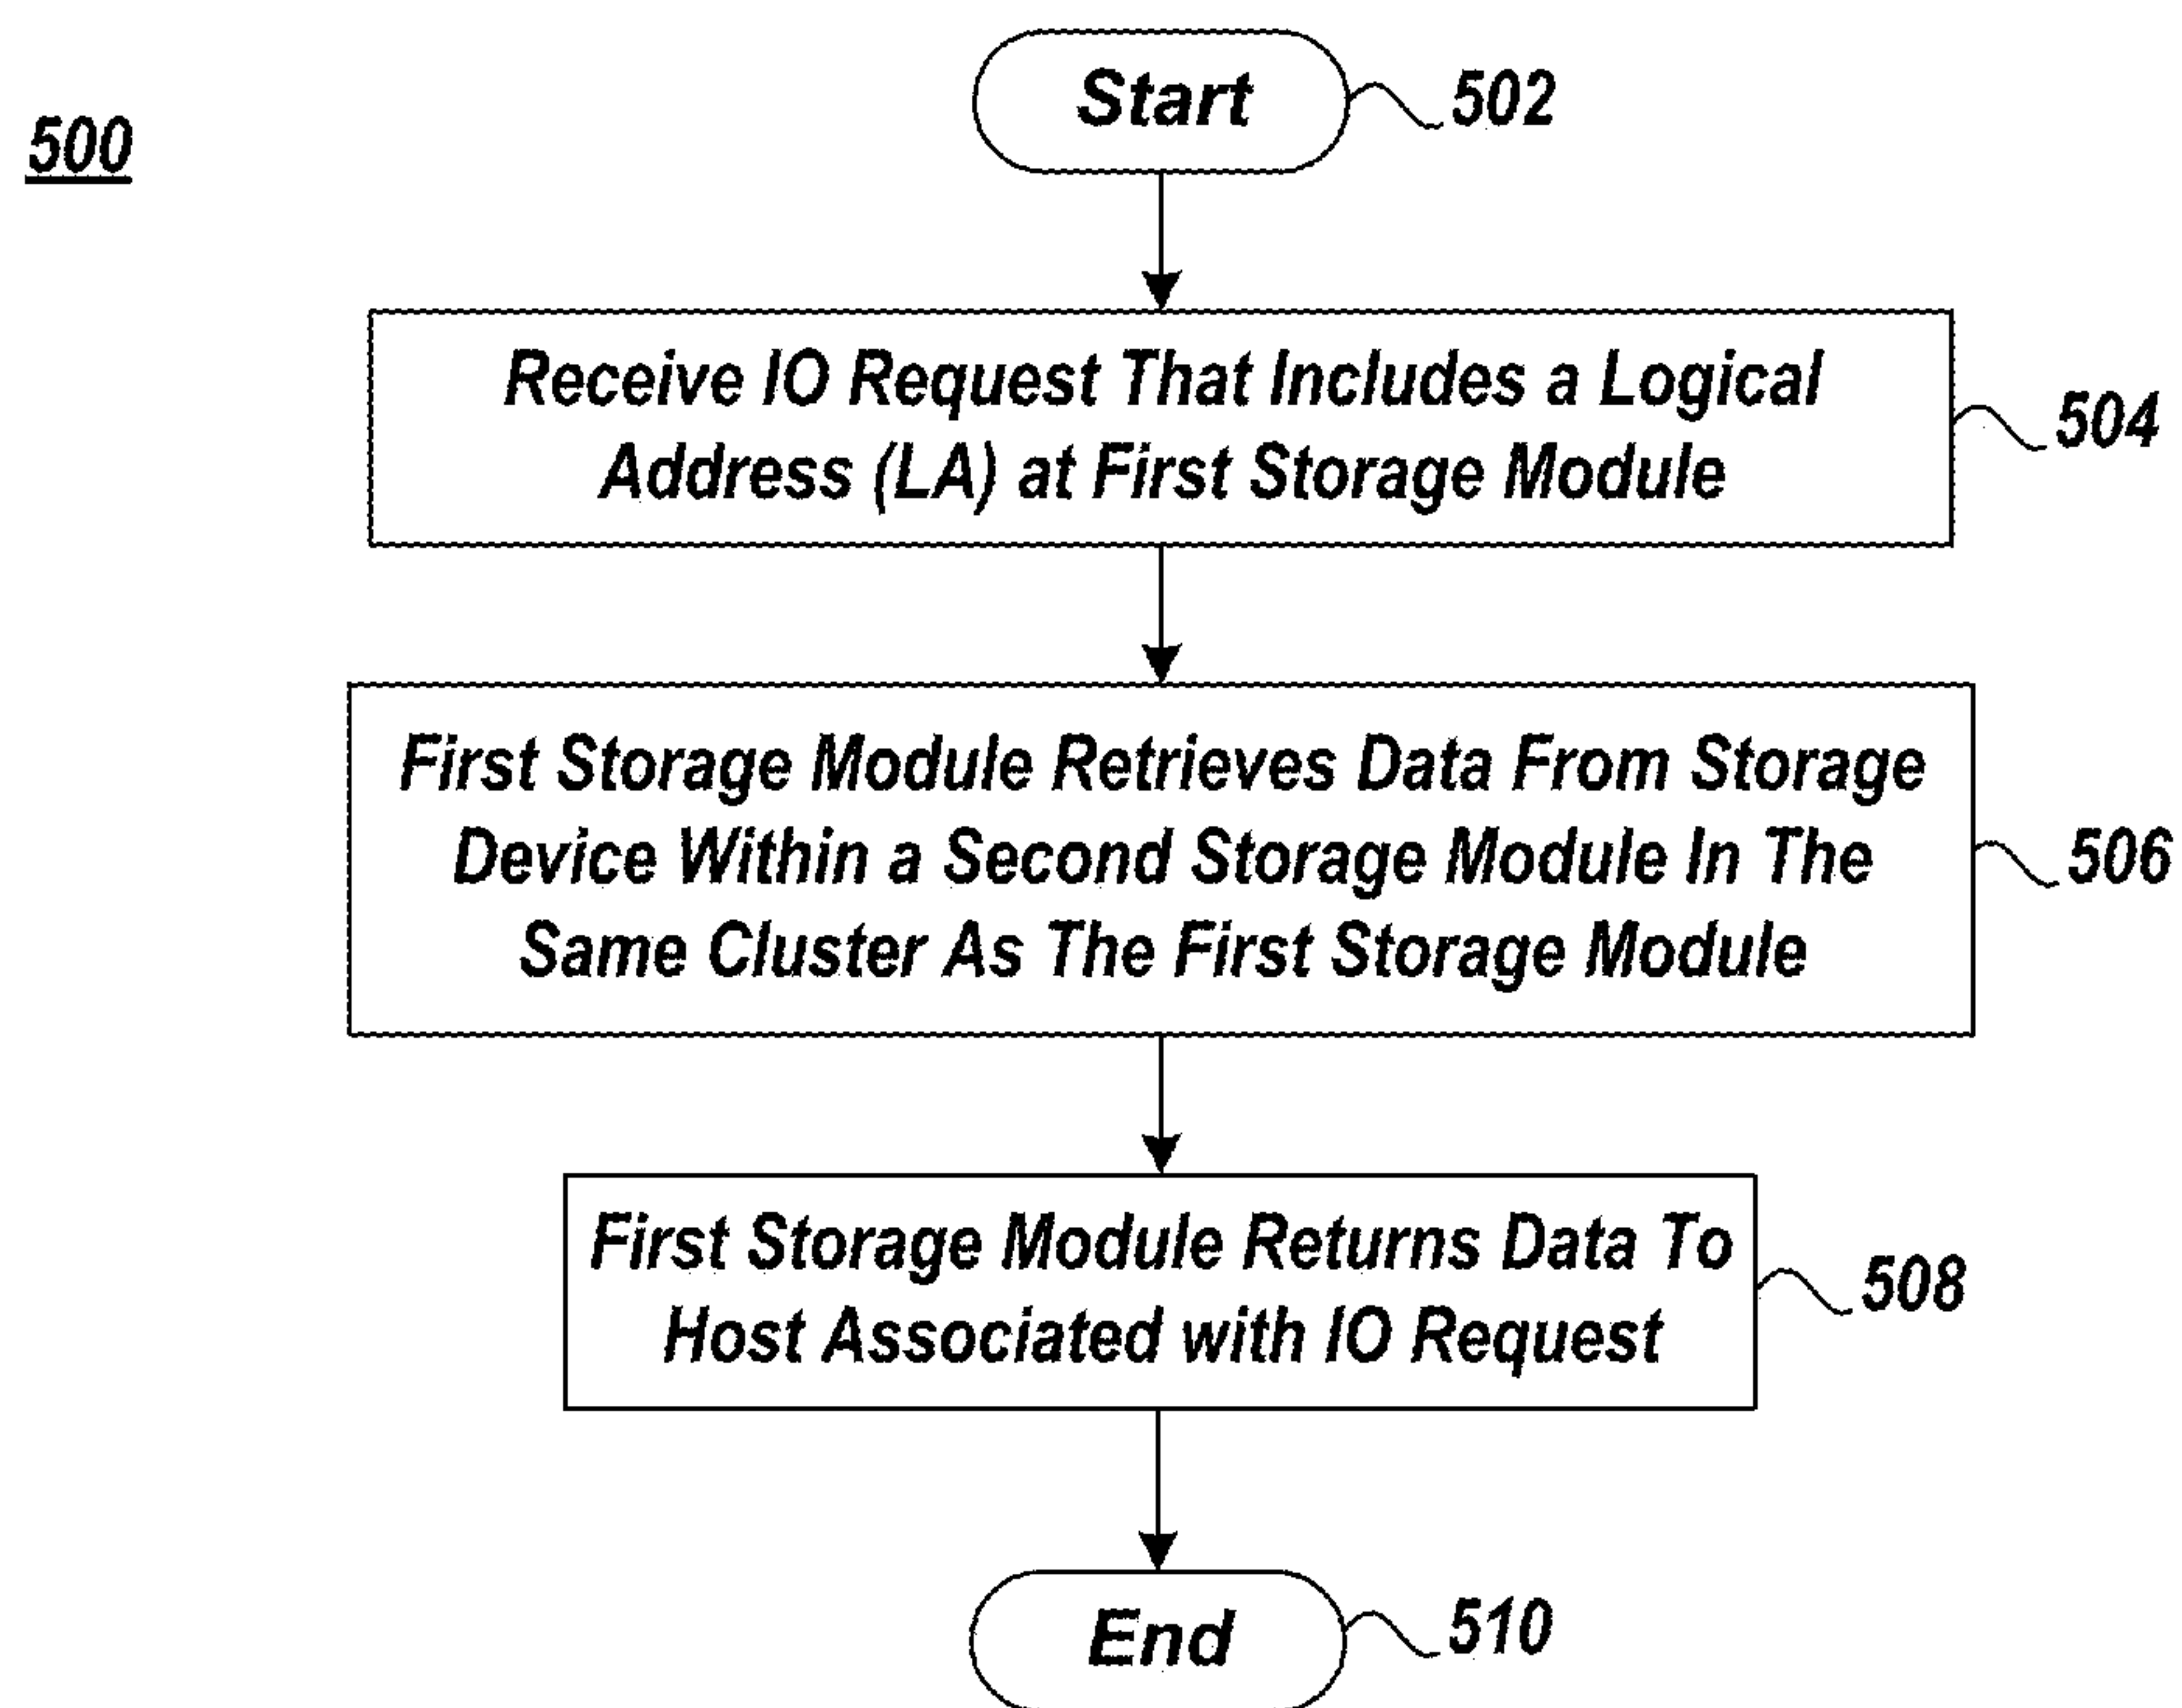 500
Start
502
Receive IO Request That Includes a Logical
Address (LA) at First Storage Module
504
First Storage Module Retrieves Data From Storage
Device Within a Second Storage Module In The
Same Cluster As The First Storage Module
506
First Storage Module Returns Data To
Host Associated with IO Request
508
End
510